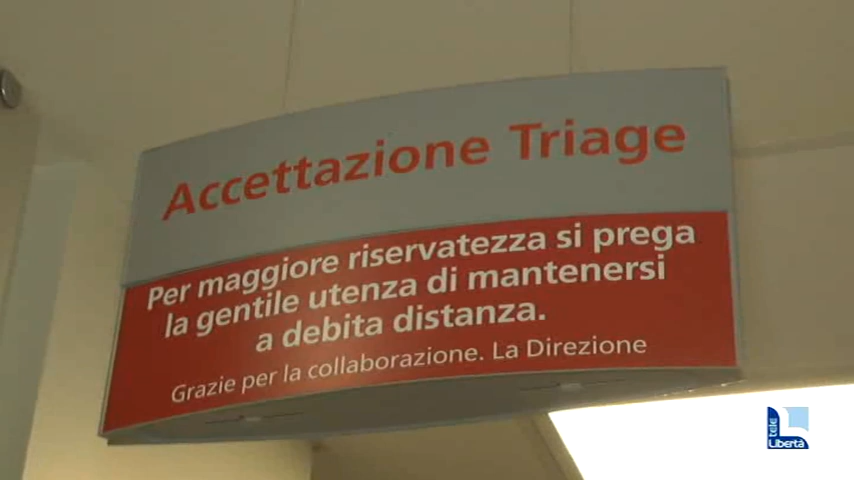 Accettazione Triage
Per maggiore riservatezza si prega
la gentile utenza di mantenersi
a debita distanza.
Grazie per la collaborazione. La Direzione
tele
Libertà